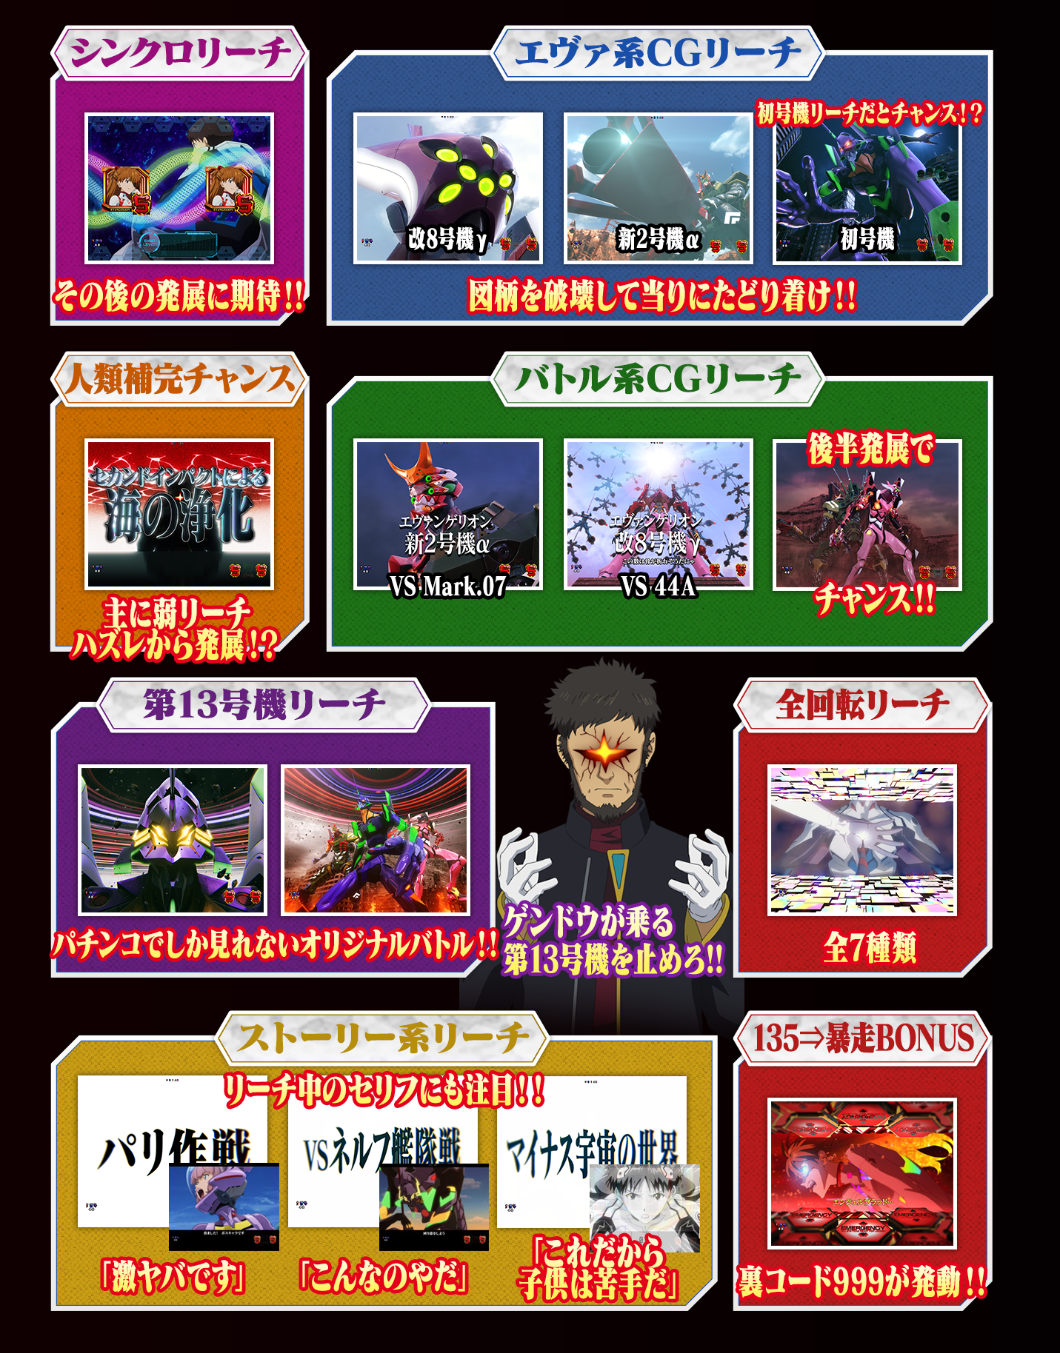 シンクロリーチ
その後の発展に期待!!
エヴァ系CGリーチ
初号機リーチだとチャンス!?
改8号機γ
新2号機α
初号機
図柄を破壊して当りにたどり着け!!
人類補完チャンス
セカンドインパクトによる
海の浄化
主に弱リーチ
ハズレから発展!?
バトル系CGリーチ
エヴァンゲリオン
新2号機α
VS Mark.07
エヴァンゲリオン
改8号機γ
VS 44A
後半発展で
チャンス!!
第13号機リーチ
パチンコでしか見れないオリジナルバトル!!
ゲンドウが乗る
第13号機を止めろ!!
全回転リーチ
全7種類
ストーリー系リーチ
リーチ中のセリフにも注目!!
パリ作戦
「激ヤバです」
VSネルフ艦隊戦
「こんなのやだ」
マイナス宇宙の世界
「これだから
子供は苦手だ」
135⇒暴走BONUS
EMERGENCY
裏コード999が発動!!